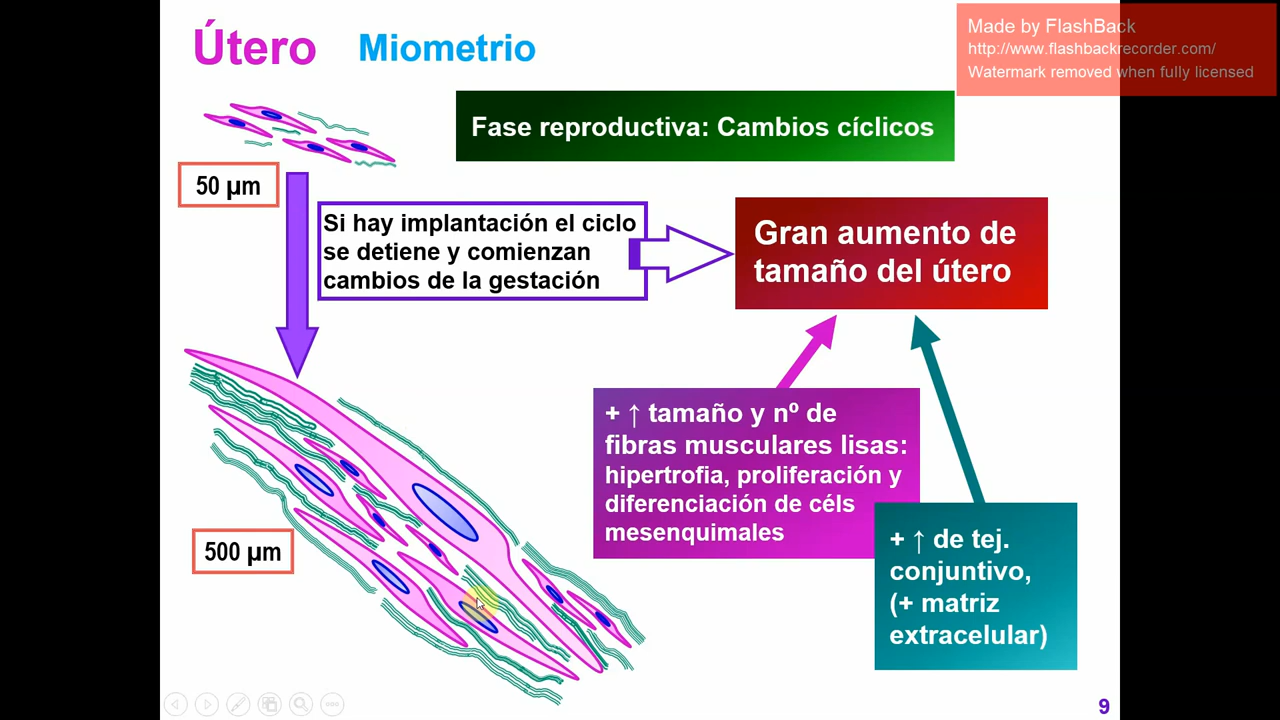 Útero Miometrio
Made by FlashBack
http://www.flashbackrecorder.com/
Watermark removed when fully licensed
Fase reproductiva: Cambios cíclicos
50 µm
Si hay implantación el ciclo
se detiene y comienzan
cambios de la gestación
Gran aumento de
tamaño del útero
+ ↑ tamaño y nº de
fibras musculares lisas:
hipertrofia, proliferación y
diferenciación de céls
mesenquimales
500 µm
+ ↑ de tej.
conjuntivo,
(+ matriz
extracelular)
9